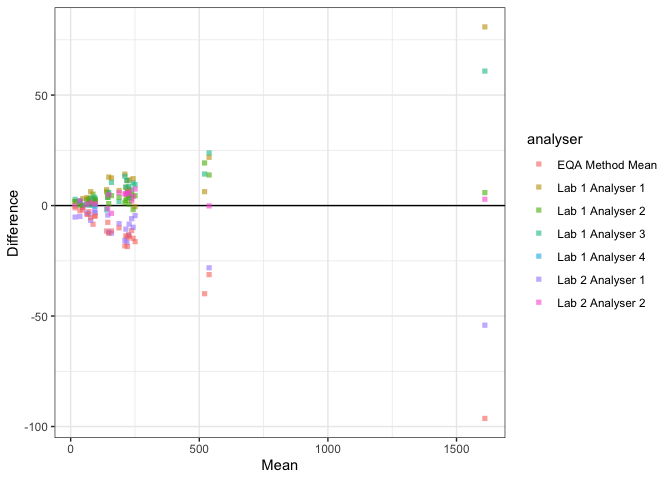 50
0
-50
-100
Difference
0
500
1000
1500
Mean
analyser
EQA Method Mean
Lab 1 Analyser 1
Lab 1 Analyser 2
Lab 1 Analyser 3
Lab 1 Analyser 4
Lab 2 Analyser 1
Lab 2 Analyser 2